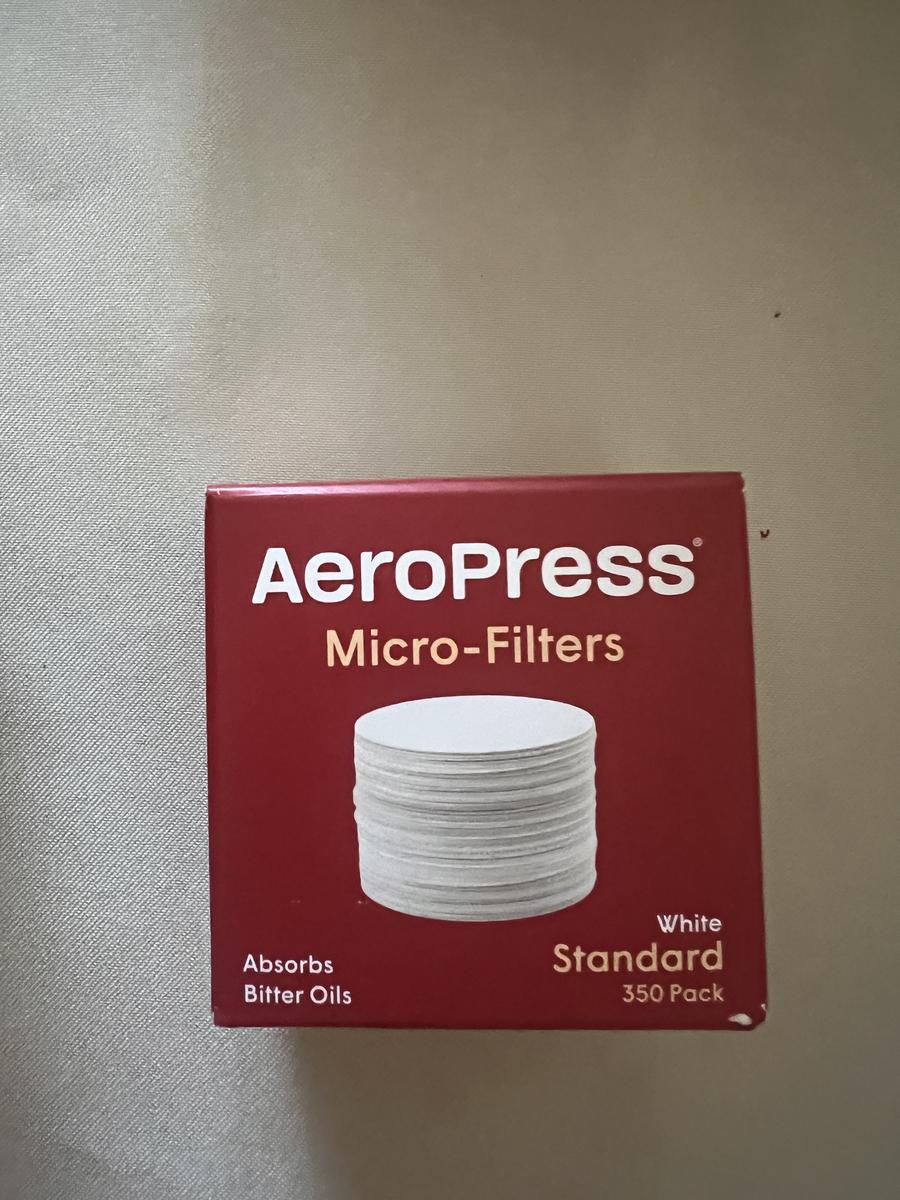 AeroPress®
Micro-Filters
Absorbs
Bitter Oils
White
Standard
350 Pack